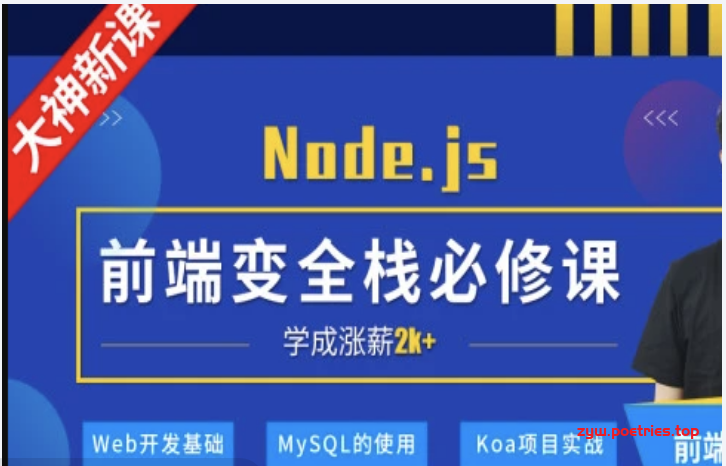 大神新课
Node.js
前端变全栈必修课
学成涨薪2k+
Web开发基础
MySQL的使用
Koa项目实战
zyw.postries.top
前端